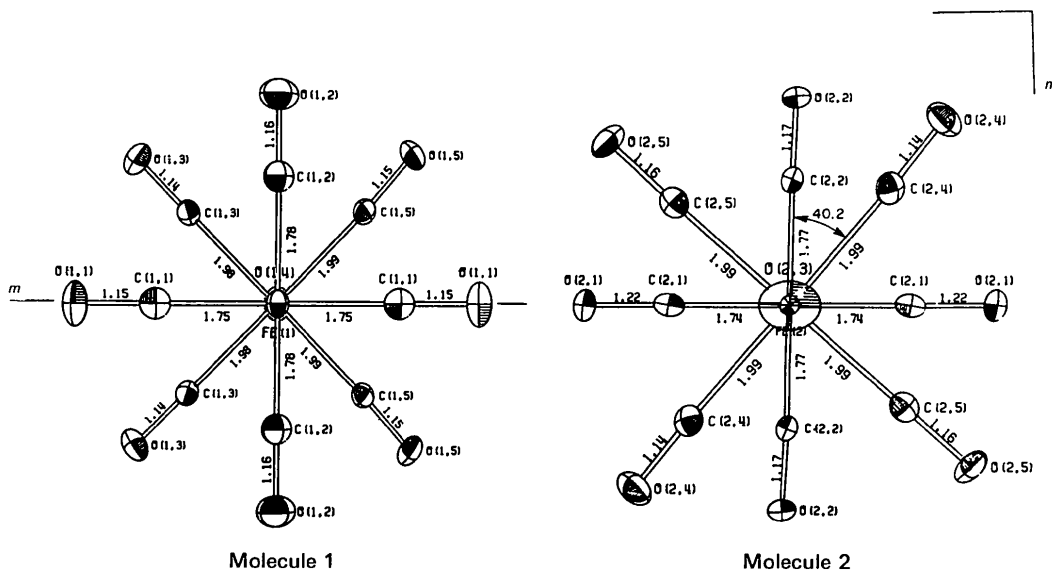 O(1,2)
1.16
C(1,2)
1.78
O(1,3)
1.14
C(1,3)
1.98
O(1,5)
1.15
C(1,5)
1.99
O(1,4)
m
O(1,1)
1.15
C(1,1)
1.75
FE(1)
1.75
C(1,1)
1.15
O(1,1)
1.98
C(1,3)
1.14
O(1,3)
1.78
C(1,2)
1.16
O(1,2)
1.99
C(1,5)
1.15
O(1,5)
Molecule 1
n
O(2,2)
1.17
C(2,2)
1.77
O(2,5)
1.16
C(2,5)
1.99
O(2,4)
1.14
C(2,4)
40.2
1.99
O(2,3)
O(2,1)
1.22
C(2,1)
1.74
FE(2)
1.74
C(2,1)
1.22
O(2,1)
1.99
C(2,4)
1.14
O(2,4)
1.77
C(2,2)
1.17
O(2,2)
1.99
C(2,5)
1.16
O(2,5)
Molecule 2